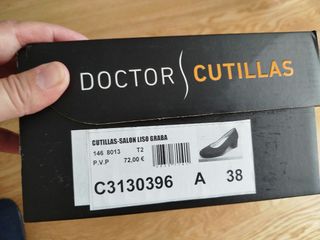 DOCTOR CUTILLAS
CUTILLAS-SALON LISO GRABA
146 8013 T2
P.V.P 72,00 €
C3130396 A 38